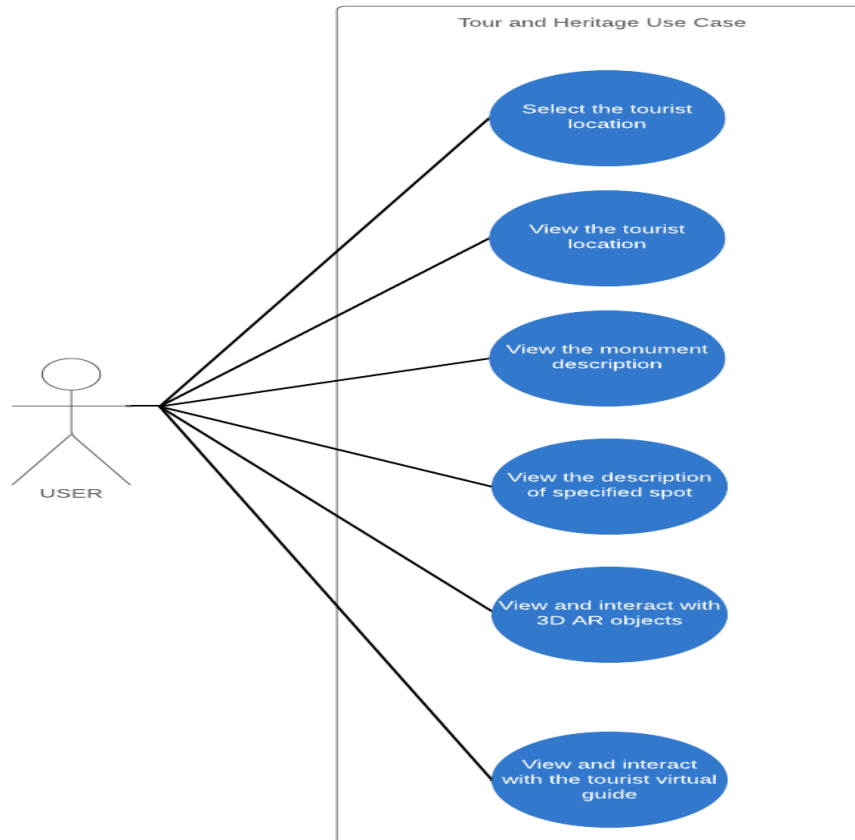 Tour and Heritage Use Case
Select the tourist
location
View the tourist
location
View the monument
description
View the description
of specified spot
View and interact with
3D AR objects
View and interact
with the tourist virtual
guide
USER